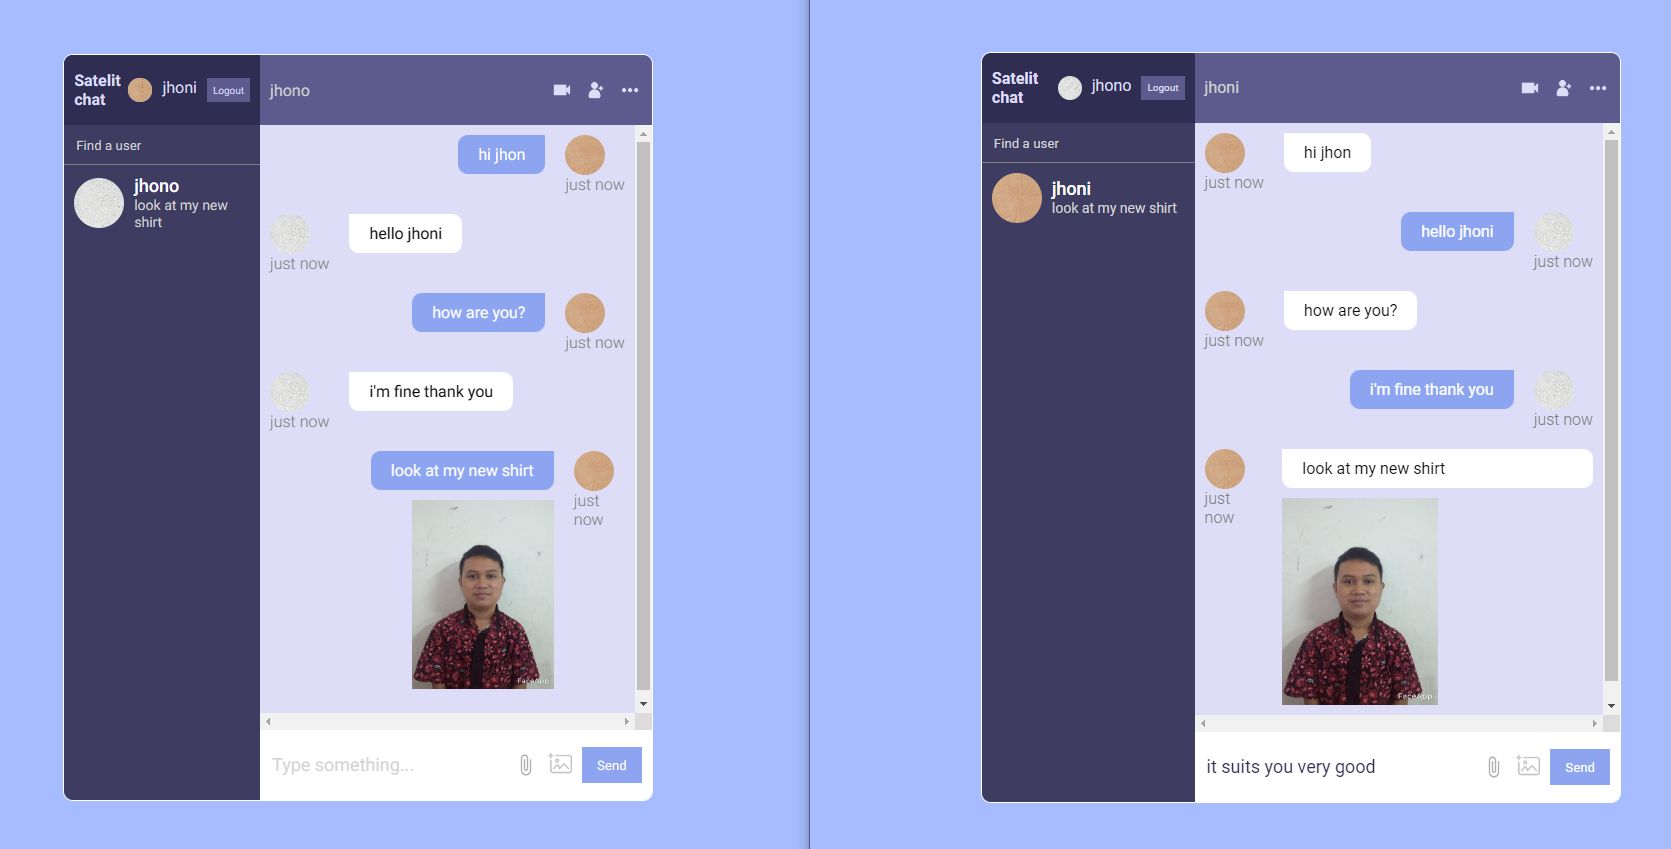 Satelit
chat
jhoni
Logout
jhono
Find a user
jhono
look at my new
shirt
hi jhon
just now
hello jhoni
just now
how are you?
just now
i'm fine thank you
just now
look at my new shirt
just
now
FaceApp
Type something...
Send
Satelit
chat
jhono
Logout
jhoni
Find a user
jhoni
look at my new shirt
hi jhon
just now
hello jhoni
just now
how are you?
just now
i'm fine thank you
just now
look at my new shirt
just
now
FaceApp
it suits you very good
Send